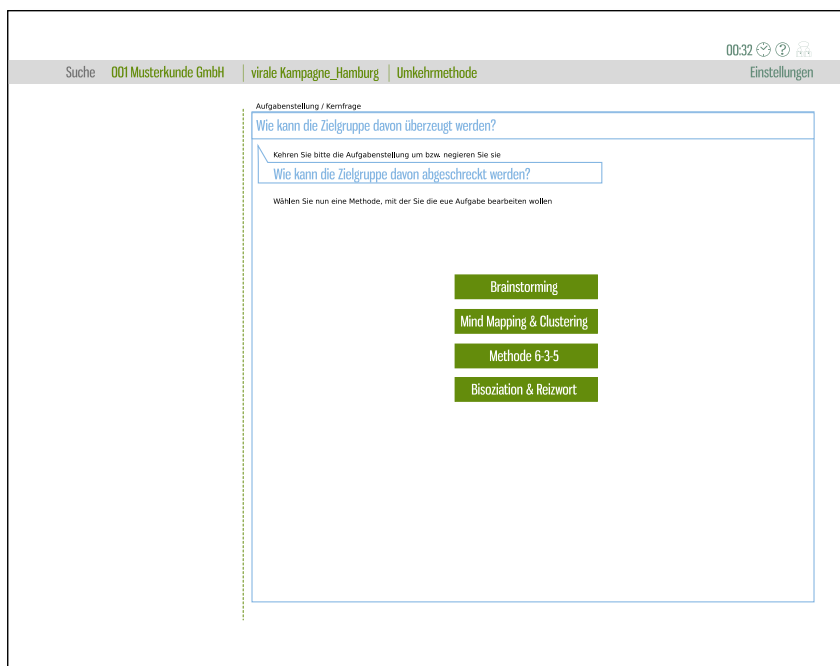 00:32
Suche 001 Musterkunde GmbH virale Kampagne_Hamburg Umkehrmethode Einstellungen
Aufgabenstellung / Kernfrage
Wie kann die Zielgruppe davon überzeugt werden?
Kehren Sie bitte die Aufgabenstellung um bzw. negieren Sie sie
Wie kann die Zielgruppe davon abgeschreckt werden?
Wählen Sie nun eine Methode, mit der Sie die eue Aufgabe bearbeiten wollen
Brainstorming
Mind Mapping & Clustering
Methode 6-3-5
Bisoziation & Reizwort